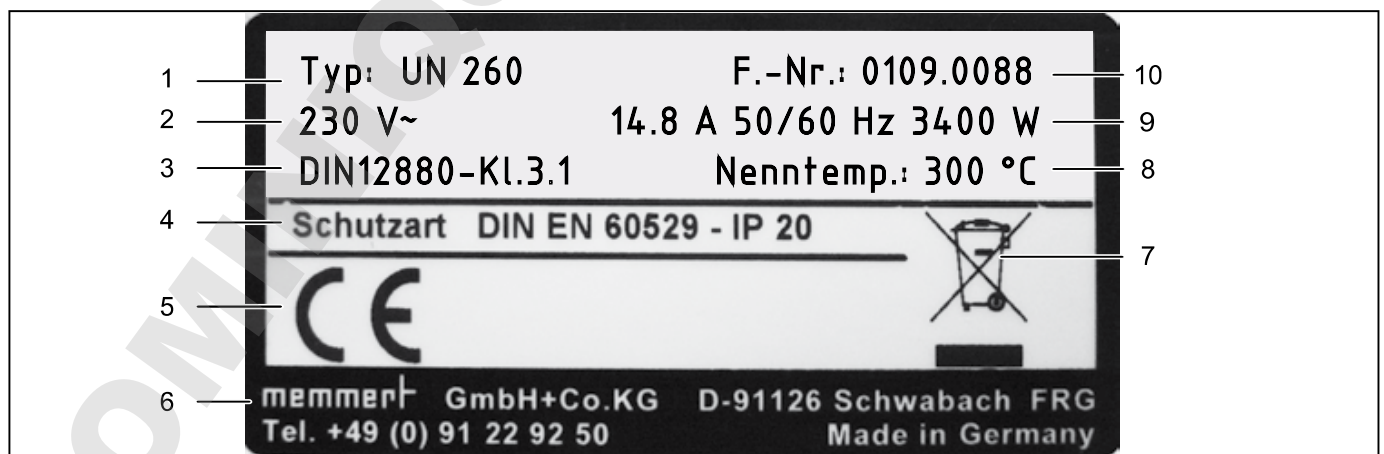 1 Typ: UN 260 F.-Nr.: 0109.0088 10
2 230 V~ 14.8 A 50/60 Hz 3400 W 9
3 DIN12880-Kl.3.1 Nenntemp.: 300 °C 8
4 Schutzart DIN EN 60529 - IP 20
7
5 CE
6 memmert GmbH+Co.KG D-91126 Schwabach FRG
Tel. +49 (0) 91 22 92 50 Made in Germany